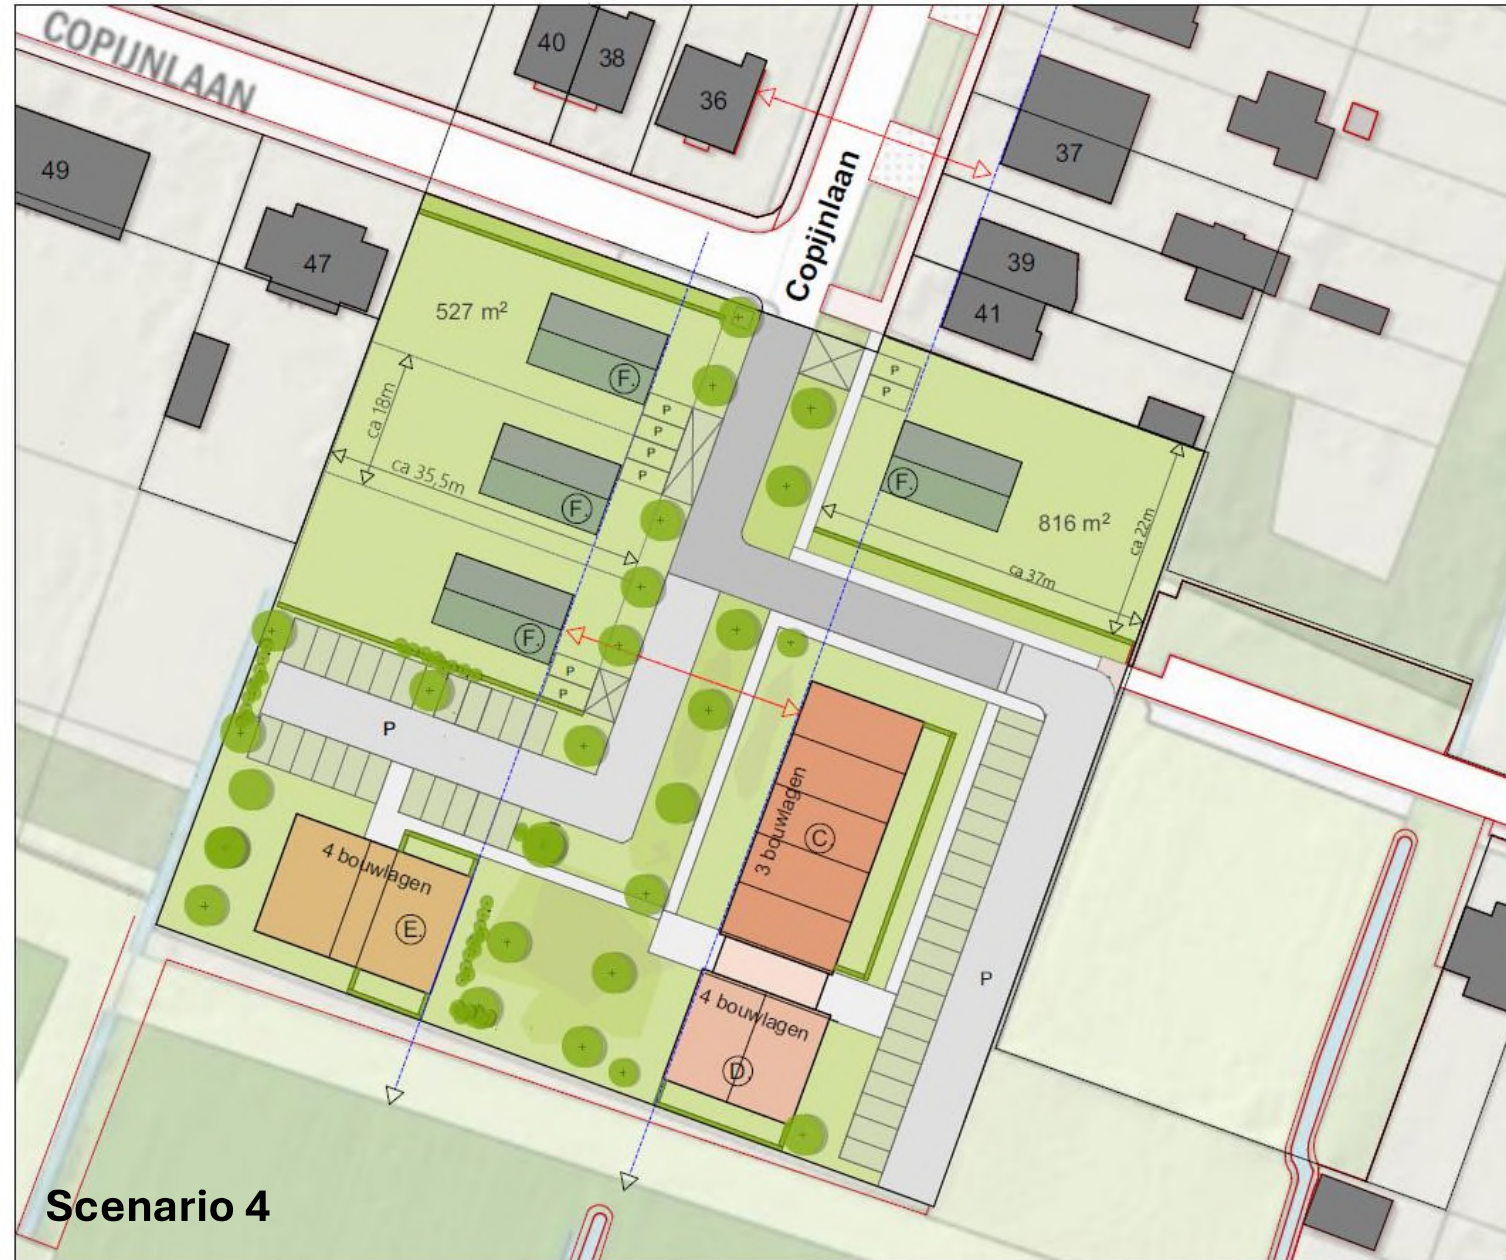 COPIJNLAAN
40
38
36
37
49
47
Copijnlaan
39
41
527 m²
F.
P
P
P
P
P
P
ca 18m
ca 35,5m
F.
F.
816 m²
ca 22m
ca 37m
F.
P
P
P
3 bouwlagen
C
4 bouwlagen
E.
P
4 bouwlagen
D.
Scenario 4